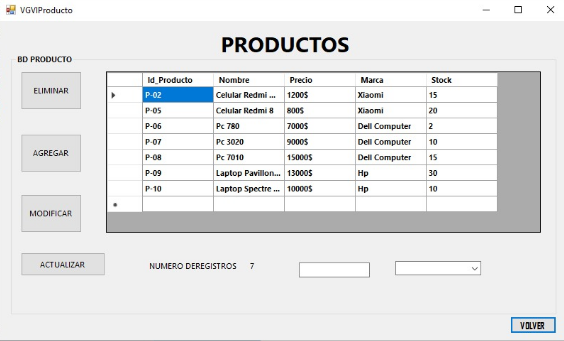 VGVIProducto
PRODUCTOS
BD PRODUCTO
ELIMINAR
AGREGAR
MODIFICAR
ACTUALIZAR
Id_Producto Nombre Precio Marca Stock
P-02 Celular Redmi ... 1200$ Xiaomi 15
P-05 Celular Redmi 8 800$ Xiaomi 20
P-06 Pc 780 7000$ Dell Computer 2
P-07 Pc 3020 9000$ Dell Computer 10
P-08 Pc 7010 15000$ Dell Computer 15
P-09 Laptop Pavillon... 13000$ Hp 30
P-10 Laptop Spectre ... 10000$ Hp 10
NUMERO DEREGISTROS 7
VOLVER